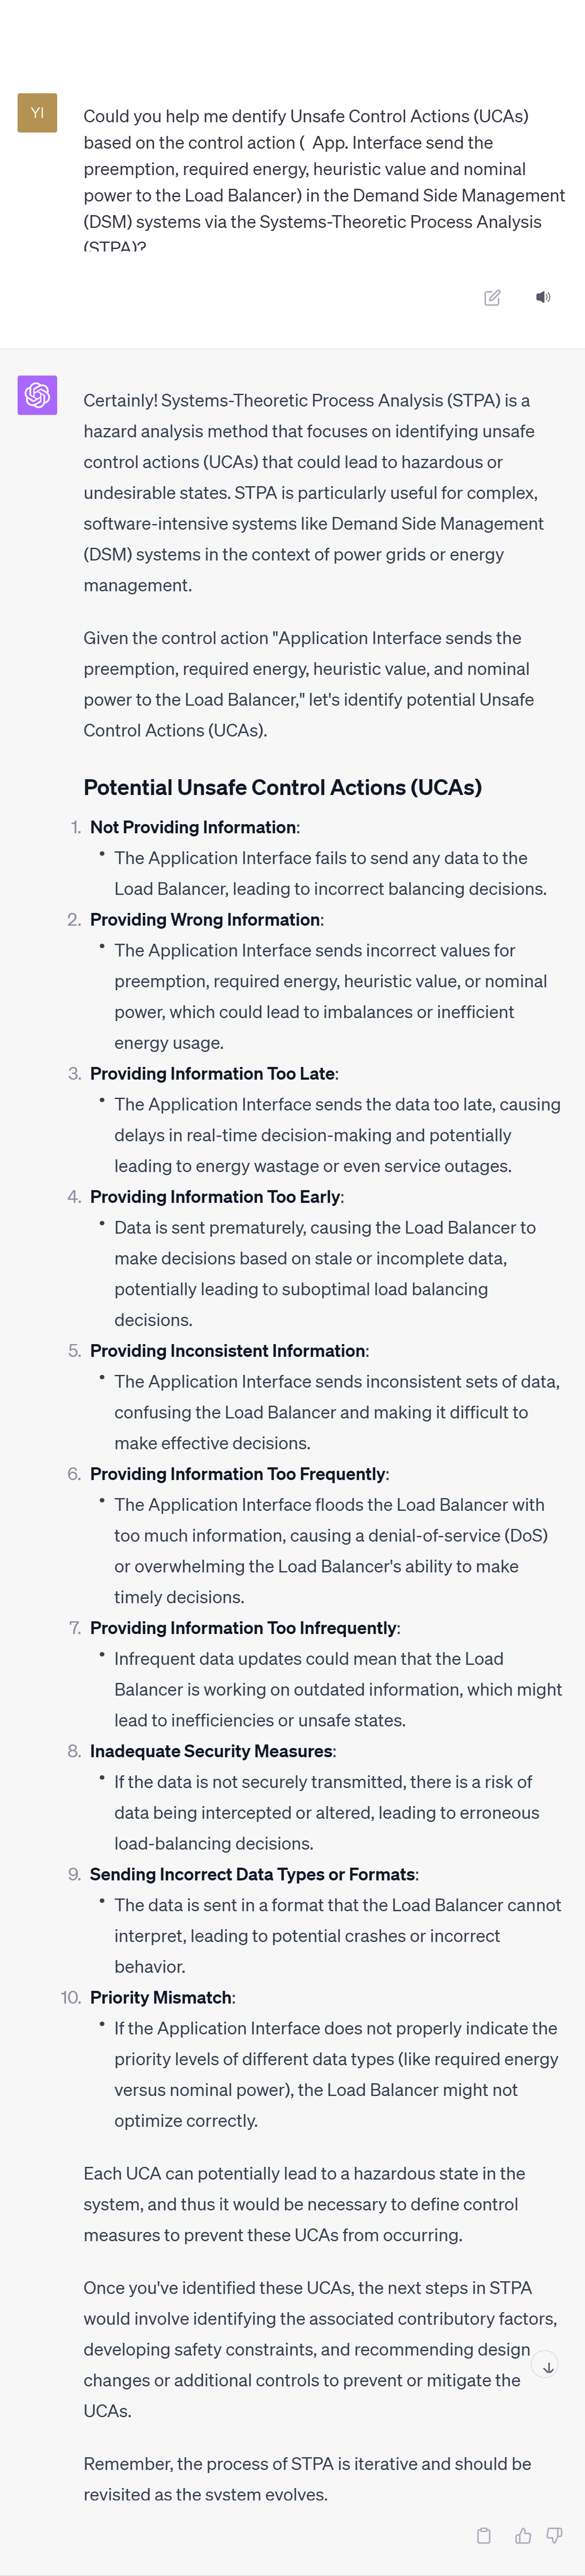 YI
Could you help me dentify Unsafe Control Actions (UCAs)
based on the control action (  App. Interface send the
preemption, required energy, heuristic value and nominal
power to the Load Balancer) in the Demand Side Management
(DSM) systems via the Systems-Theoretic Process Analysis
(STPA)?
Certainly! Systems-Theoretic Process Analysis (STPA) is a
hazard analysis method that focuses on identifying unsafe
control actions (UCAs) that could lead to hazardous or
undesirable states. STPA is particularly useful for complex,
software-intensive systems like Demand Side Management
(DSM) systems in the context of power grids or energy
management.
Given the control action "Application Interface sends the
preemption, required energy, heuristic value, and nominal
power to the Load Balancer," let's identify potential Unsafe
Control Actions (UCAs).
Potential Unsafe Control Actions (UCAs)
1. Not Providing Information:
• The Application Interface fails to send any data to the
Load Balancer, leading to incorrect balancing decisions.
2. Providing Wrong Information:
• The Application Interface sends incorrect values for
preemption, required energy, heuristic value, or nominal
power, which could lead to imbalances or inefficient
energy usage.
3. Providing Information Too Late:
• The Application Interface sends the data too late, causing
delays in real-time decision-making and potentially
leading to energy wastage or even service outages.
4. Providing Information Too Early:
• Data is sent prematurely, causing the Load Balancer to
make decisions based on stale or incomplete data,
potentially leading to suboptimal load balancing
decisions.
5. Providing Inconsistent Information:
• The Application Interface sends inconsistent sets of data,
confusing the Load Balancer and making it difficult to
make effective decisions.
6. Providing Information Too Frequently:
• The Application Interface floods the Load Balancer with
too much information, causing a denial-of-service (DoS)
or overwhelming the Load Balancer's ability to make
timely decisions.
7. Providing Information Too Infrequently:
• Infrequent data updates could mean that the Load
Balancer is working on outdated information, which might
lead to inefficiencies or unsafe states.
8. Inadequate Security Measures:
• If the data is not securely transmitted, there is a risk of
data being intercepted or altered, leading to erroneous
load-balancing decisions.
9. Sending Incorrect Data Types or Formats:
• The data is sent in a format that the Load Balancer cannot
interpret, leading to potential crashes or incorrect
behavior.
10. Priority Mismatch:
• If the Application Interface does not properly indicate the
priority levels of different data types (like required energy
versus nominal power), the Load Balancer might not
optimize correctly.
Each UCA can potentially lead to a hazardous state in the
system, and thus it would be necessary to define control
measures to prevent these UCAs from occurring.
Once you've identified these UCAs, the next steps in STPA
would involve identifying the associated contributory factors,
developing safety constraints, and recommending design
changes or additional controls to prevent or mitigate the
UCAs.
Remember, the process of STPA is iterative and should be
revisited as the system evolves.